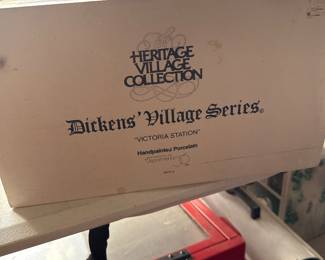 HERITAGE
VILLAGE
COLLECTION
Dickens' Village Series®
"VICTORIA STATION"
Handpainted Porcelain